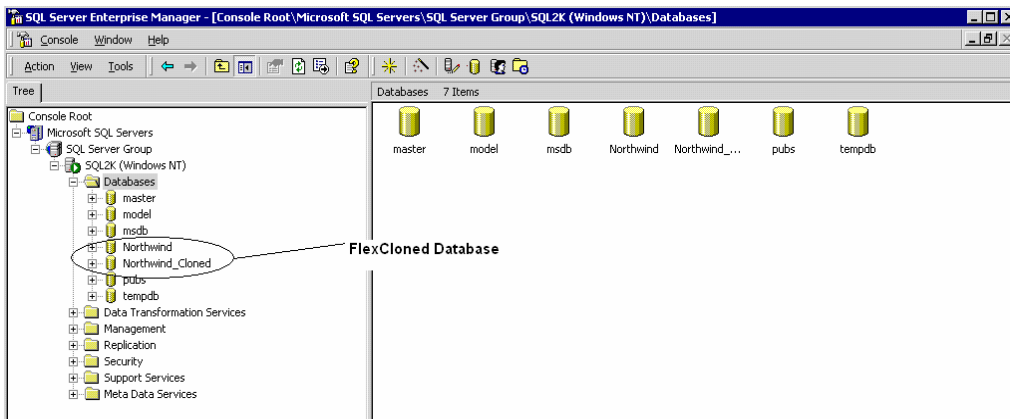 SQL Server Enterprise Manager - [Console Root\Microsoft SQL Servers\SQL Server Group\SQL2K (Windows NT)\Databases]
Console Window Help
Action View Tools
Tree
Databases 7 Items
Console Root
Microsoft SQL Servers
SQL Server Group
SQL2K (Windows NT)
Databases
master
model
msdb
Northwind
Northwind_Cloned
pubs
tempdb
Data Transformation Services
Management
Replication
Security
Support Services
Meta Data Services
master model msdb Northwind Northwind_... pubs tempdb
FlexCloned Database